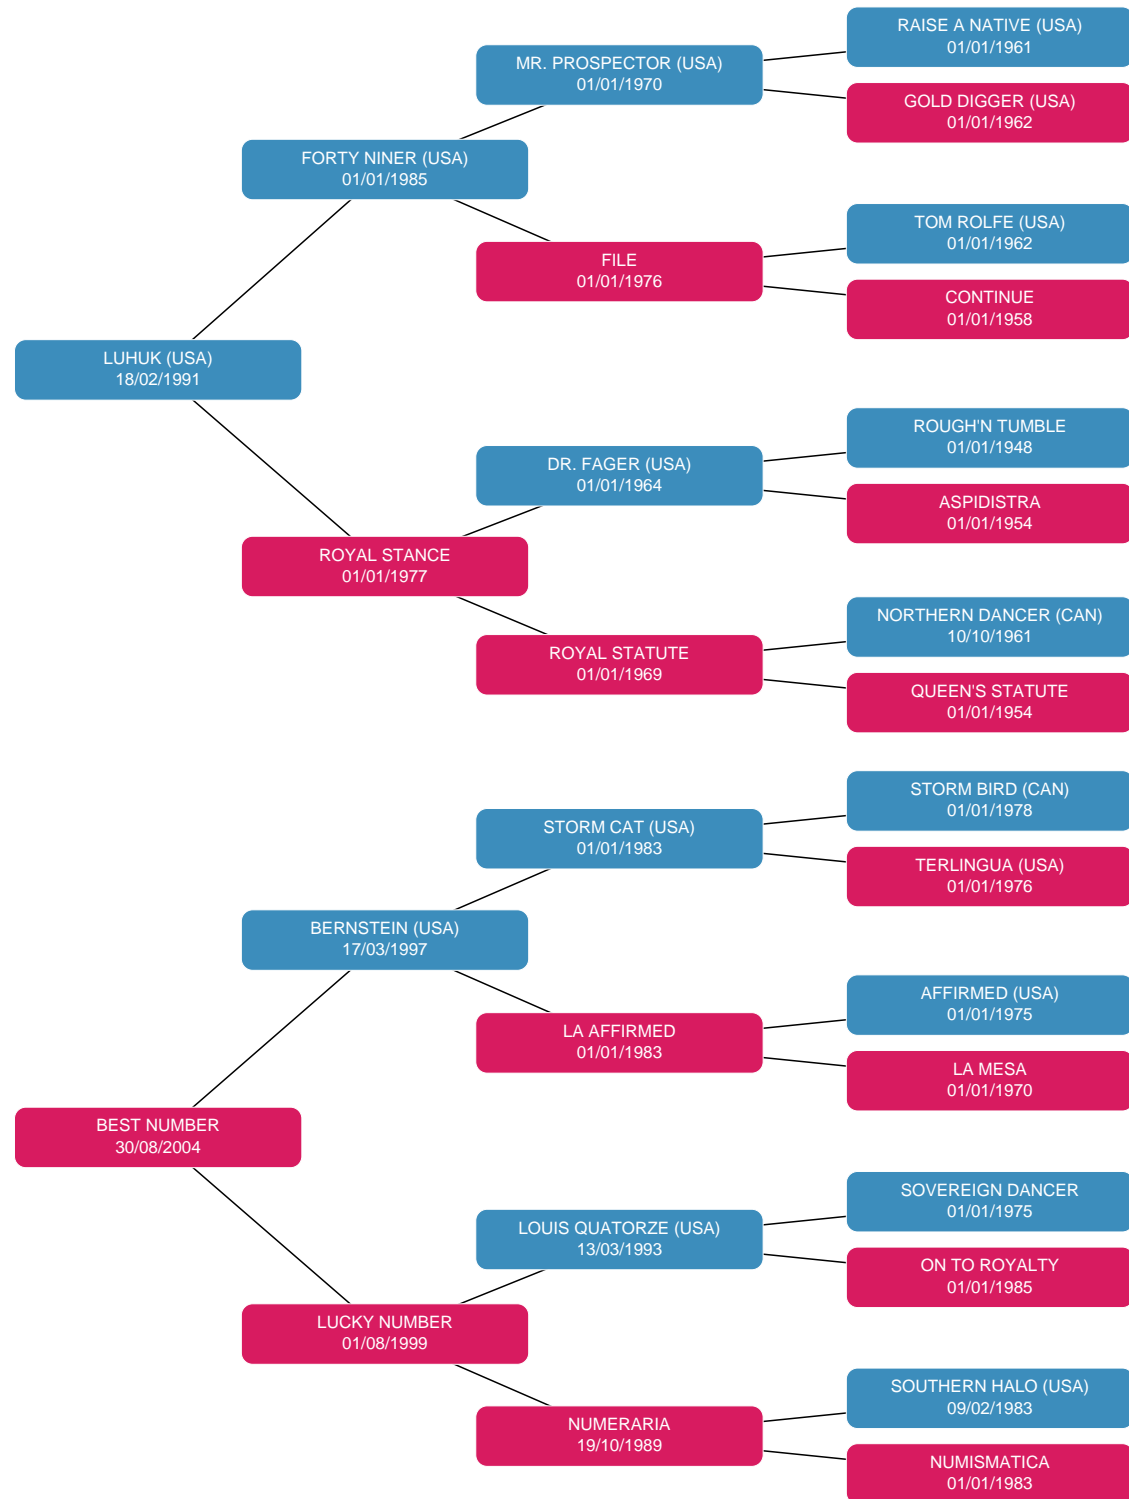 RAISE A NATIVE (USA)
01/01/1961
MR. PROSPECTOR (USA)
01/01/1970
GOLD DIGGER (USA)
01/01/1962
FORTY NINER (USA)
01/01/1985
TOM ROLFE (USA)
01/01/1962
FILE
01/01/1976
CONTINUE
01/01/1958
LUHUK (USA)
18/02/1991
ROUGH'N TUMBLE
01/01/1948
DR. FAGER (USA)
01/01/1964
ASPIDISTRA
01/01/1954
ROYAL STANCE
01/01/1977
NORTHERN DANCER (CAN)
10/10/1961
ROYAL STATUTE
01/01/1969
QUEEN'S STATUTE
01/01/1954
STORM BIRD (CAN)
01/01/1978
STORM CAT (USA)
01/01/1983
TERLINGUA (USA)
01/01/1976
BERNSTEIN (USA)
17/03/1997
AFFIRMED (USA)
01/01/1975
LA AFFIRMED
01/01/1983
LA MESA
01/01/1970
BEST NUMBER
30/08/2004
SOVEREIGN DANCER
01/01/1975
LOUIS QUATORZE (USA)
13/03/1993
ON TO ROYALTY
01/01/1985
LUCKY NUMBER
01/08/1999
SOUTHERN HALO (USA)
09/02/1983
NUMERARIA
19/10/1989
NUMISMATICA
01/01/1983